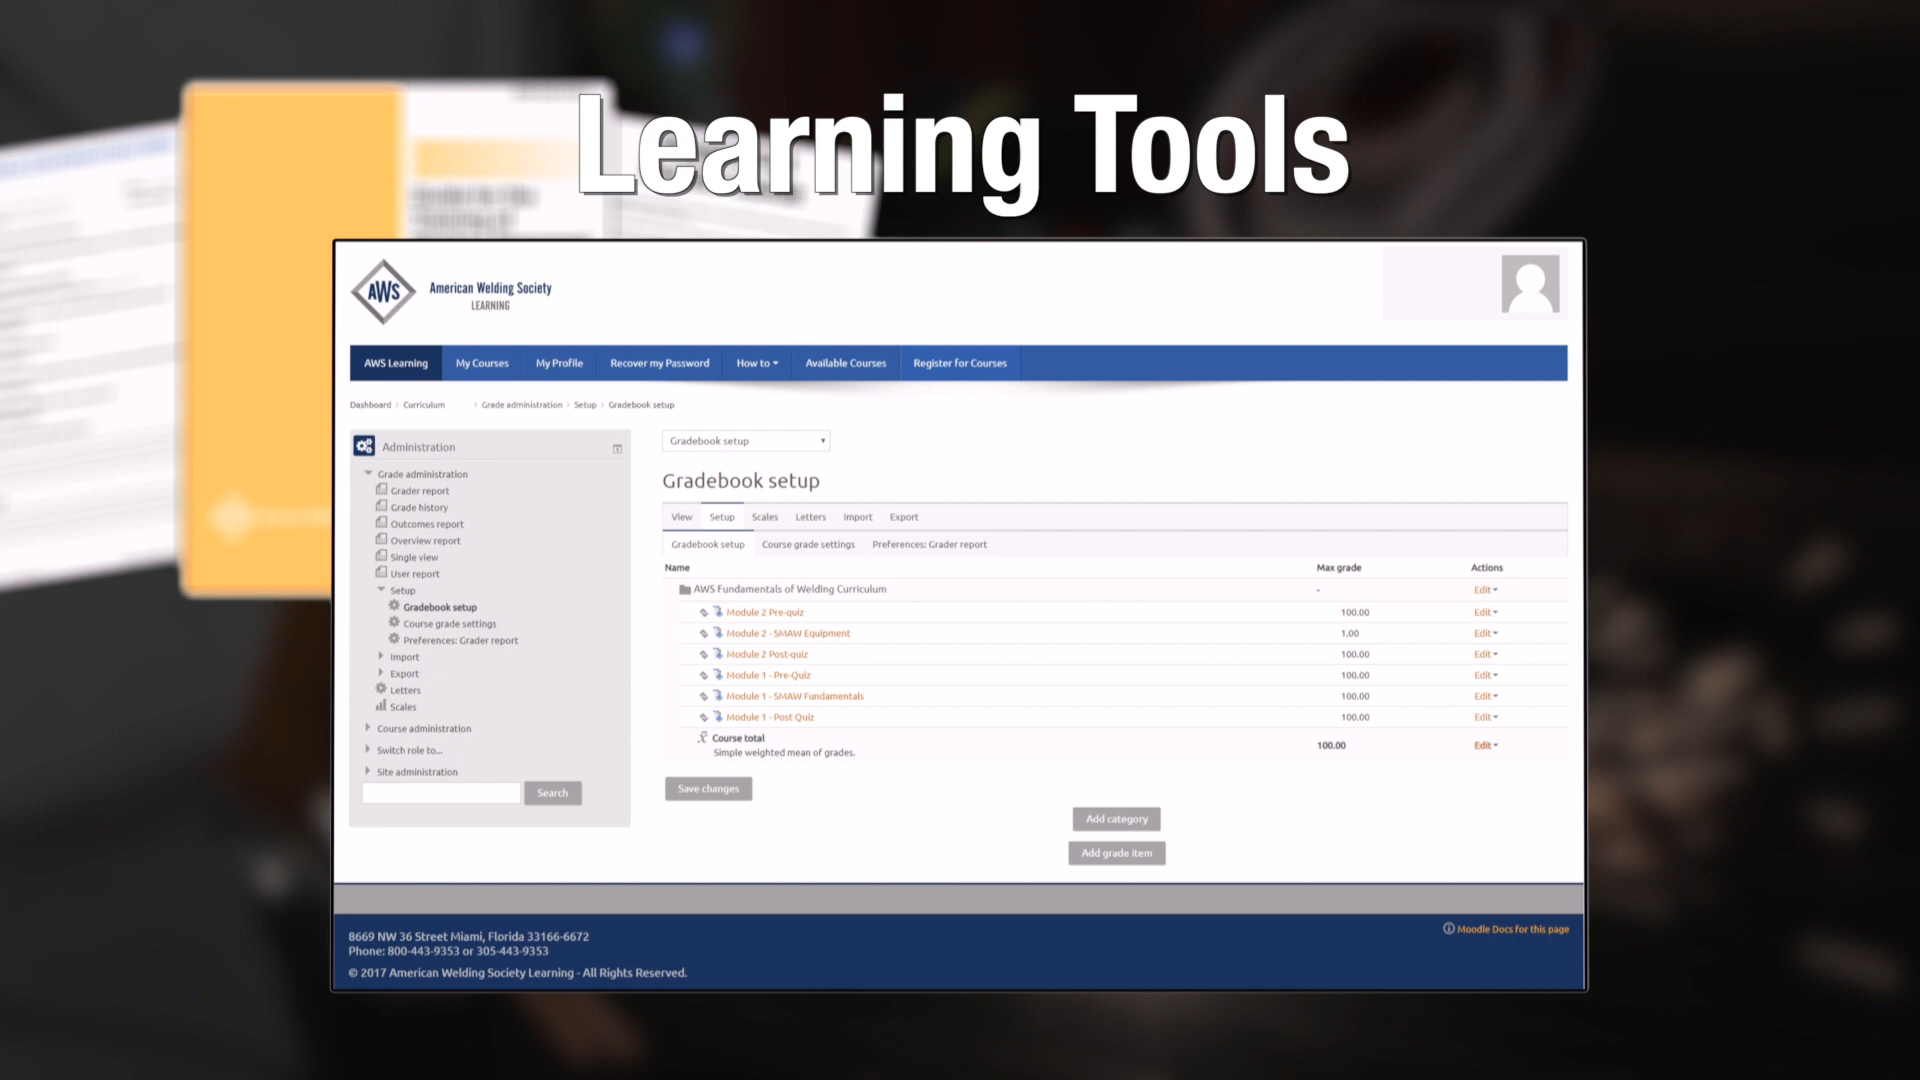 Learning Tools
AWS
American Welding Society
LEARNING
AWS Learning My Courses My Profile Recover my Password How to Available Courses Register for Courses
Dashboard Curriculum Grade administration Setup Gradebook setup
Administration
Grade administration
Grader report
Grade history
Outcomes report
Overview report
Single view
User report
Setup
Gradebook setup
Course grade settings
Preferences: Grader report
Import
Export
Letters
Scales
Course administration
Switch role to...
Site administration
Search
Gradebook setup
Gradebook setup
View Setup Scales Letters Import Export
Gradebook setup Course grade settings Preferences: Grader report
Name Max grade Actions
AWS Fundamentals of Welding Curriculum - Edit
Module 2 Pre-quiz 100.00 Edit
Module 2 - SMAW Equipment 1.00 Edit
Module 2 Post-quiz 100.00 Edit
Module 1 - Pre-Quiz 100.00 Edit
Module 1 - SMAW Fundamentals 100.00 Edit
Module 1 - Post Quiz 100.00 Edit
Course total 100.00 Edit
Simple weighted mean of grades.
Save changes
Add category
Add grade item
8669 NW 36 Street Miami, Florida 33166-6672
Phone: 800-443-9353 or 305-443-9353
© 2017 American Welding Society Learning - All Rights Reserved.
Moodle Docs for this page